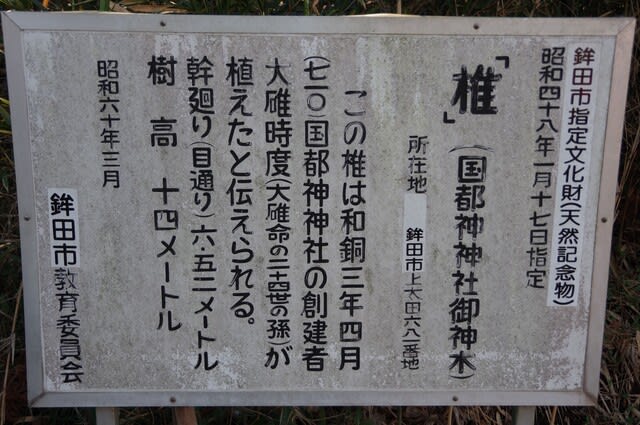 鉾田市指定文化財(天然記念物)
昭和四十八年一月十七日指定
「椎」(国都神神社御神木)
所在地 鉾田市上太田六八二番地
この椎は和銅三年四月
(七一〇)国都神神社の創建者
大碓時度(大碓命の二十四世の孫)が
植えたと伝えられる。
幹廻り(目通り)六・五二メートル
樹高 十四メートル
昭和六十年三月
鉾田市教育委員会